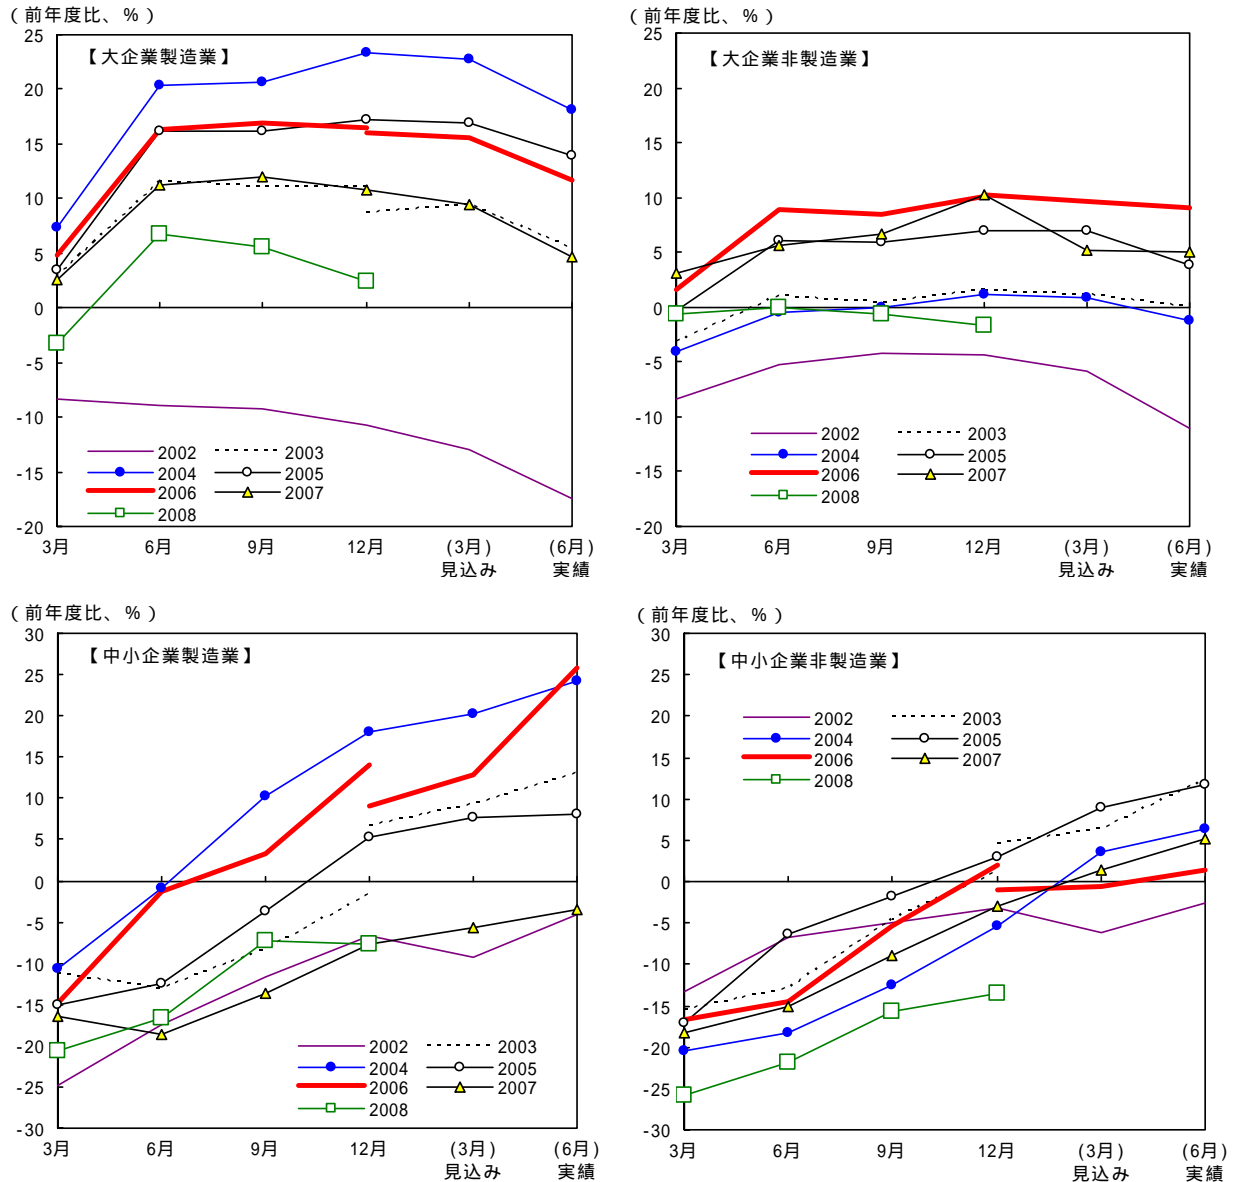 （前年度比、％）
【大企業製造業】
25
20
15
10
5
0
-5
-10
-15
-20
2002
2003
2004
2005
2006
2007
2008
3月
6月
9月
12月
(3月)
見込み
(6月)
実績
（前年度比、％）
【大企業非製造業】
25
20
15
10
5
0
-5
-10
-15
-20
2002
2003
2004
2005
2006
2007
2008
3月
6月
9月
12月
(3月)
見込み
(6月)
実績
（前年度比、％）
【中小企業製造業】
30
25
20
15
10
5
0
-5
-10
-15
-20
-25
-30
2002
2003
2004
2005
2006
2007
2008
3月
6月
9月
12月
(3月)
見込み
(6月)
実績
（前年度比、％）
【中小企業非製造業】
30
25
20
15
10
5
0
-5
-10
-15
-20
-25
-30
2002
2003
2004
2005
2006
2007
2008
3月
6月
9月
12月
(3月)
見込み
(6月)
実績